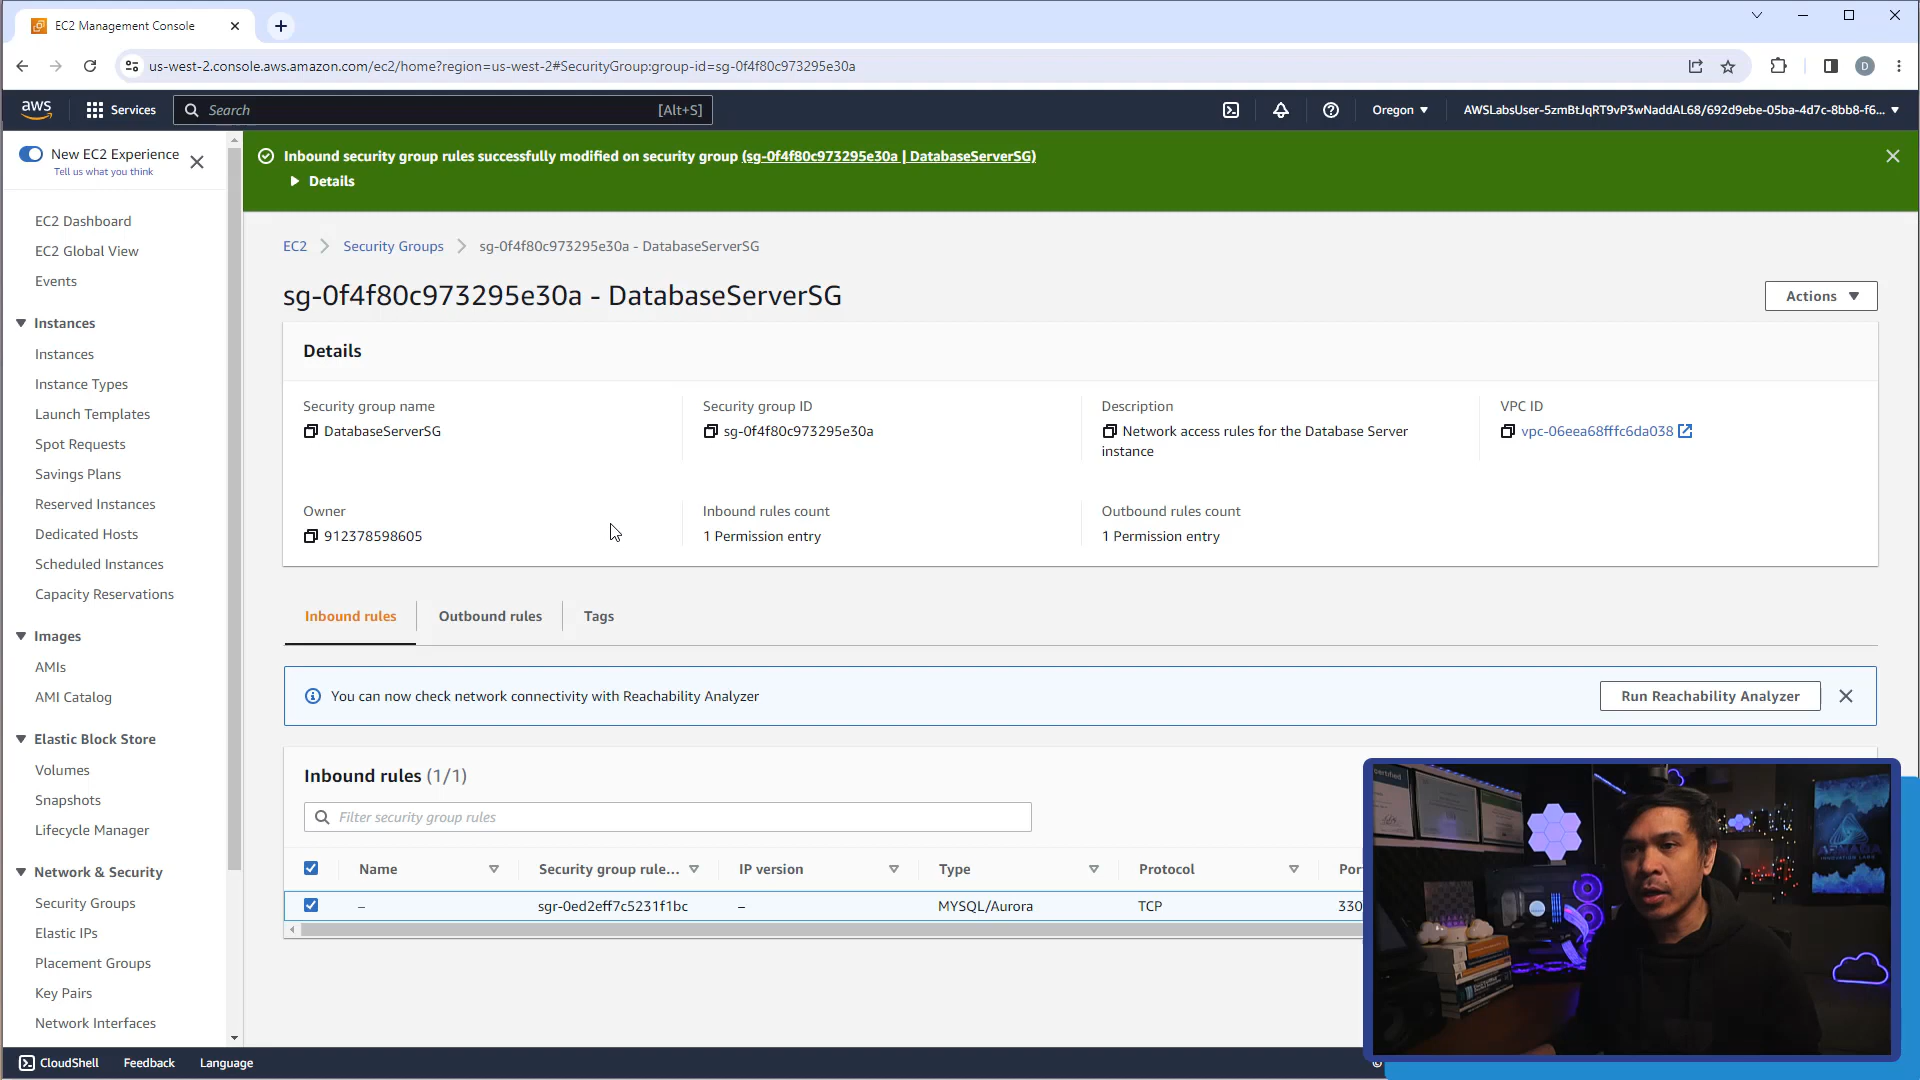 EC2 Management Console
us-west-2.console.aws.amazon.com/ec2/home?region=us-west-2#SecurityGroup:group-id=sg-0f4f80c973295e30a
D
aws
Services
Search
[Alt+S]
Oregon
AWSLabsUser-5zmBtJqRT9vP3wNaddAL68/692d9ebe-05ba-4d7c-8bb8-f6...
New EC2 Experience
Tell us what you think
EC2 Dashboard
EC2 Global View
Events
Instances
Instances
Instance Types
Launch Templates
Spot Requests
Savings Plans
Reserved Instances
Dedicated Hosts
Scheduled Instances
Capacity Reservations
Images
AMIs
AMI Catalog
Elastic Block Store
Volumes
Snapshots
Lifecycle Manager
Network & Security
Security Groups
Elastic IPs
Placement Groups
Key Pairs
Network Interfaces
Inbound security group rules successfully modified on security group (sg-0f4f80c973295e30a | DatabaseServerSG)
Details
EC2
Security Groups
sg-0f4f80c973295e30a - DatabaseServerSG
sg-0f4f80c973295e30a - DatabaseServerSG
Actions
Details
Security group name
DatabaseServerSG
Security group ID
sg-0f4f80c973295e30a
Description
Network access rules for the Database Server
instance
VPC ID
vpc-06eea68fffc6da038
Owner
912378598605
Inbound rules count
1 Permission entry
Outbound rules count
1 Permission entry
Inbound rules
Outbound rules
Tags
You can now check network connectivity with Reachability Analyzer
Run Reachability Analyzer
Inbound rules (1/1)
Filter security group rules
Name
Security group rule...
IP version
Type
Protocol
Por
–
sgr-0ed2eff7c5231f1bc
–
MYSQL/Aurora
TCP
330
CloudShell
Feedback
Language